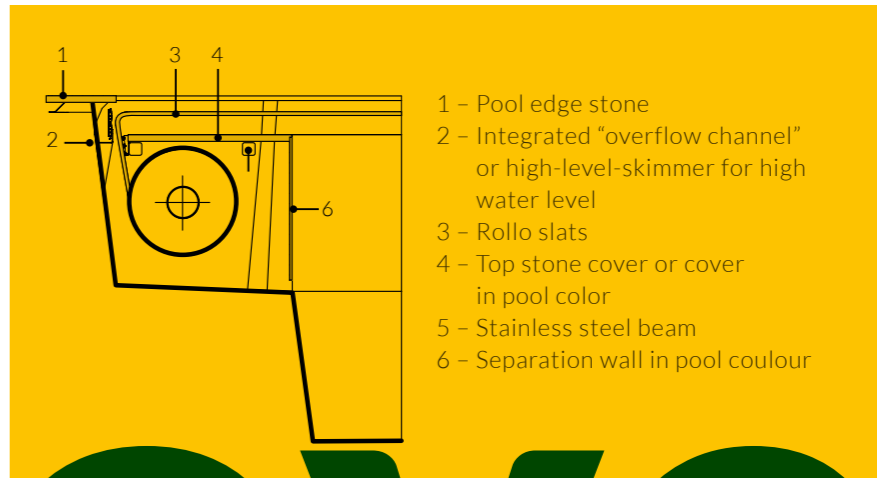 1
3
4
2
6
1 – Pool edge stone
2 – Integrated “overflow channel”
or high-level-skimmer for high
water level
3 – Rollo slats
4 – Top stone cover or cover
in pool color
5 – Stainless steel beam
6 – Separation wall in pool coulour